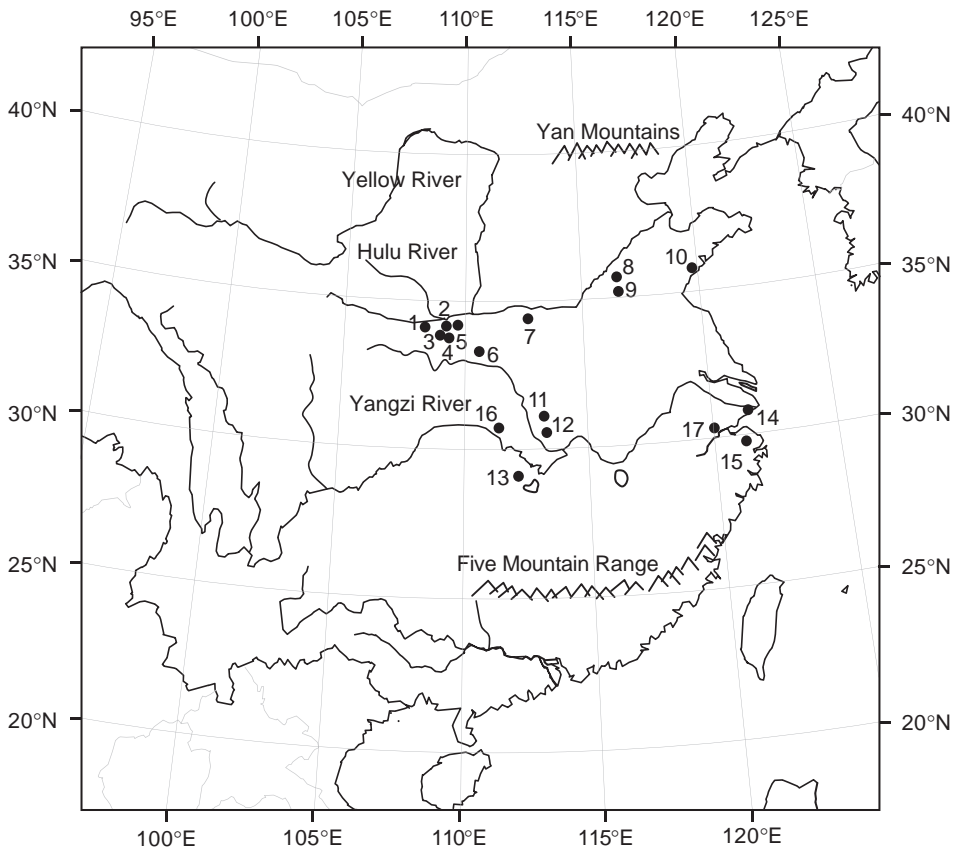 95°E 100°E 105°E 110°E 115°E 120°E 125°E
40°N 40°N
Yan Mountains
Yellow River
Hulu River
35°N 35°N
8
10
9
2
1
7
3 5
4 6
30°N 30°N
Yangzi River
11
16
12
14
17
15
13
25°N 25°N
Five Mountain Range
20°N 20°N
100°E 105°E 110°E 115°E 120°E